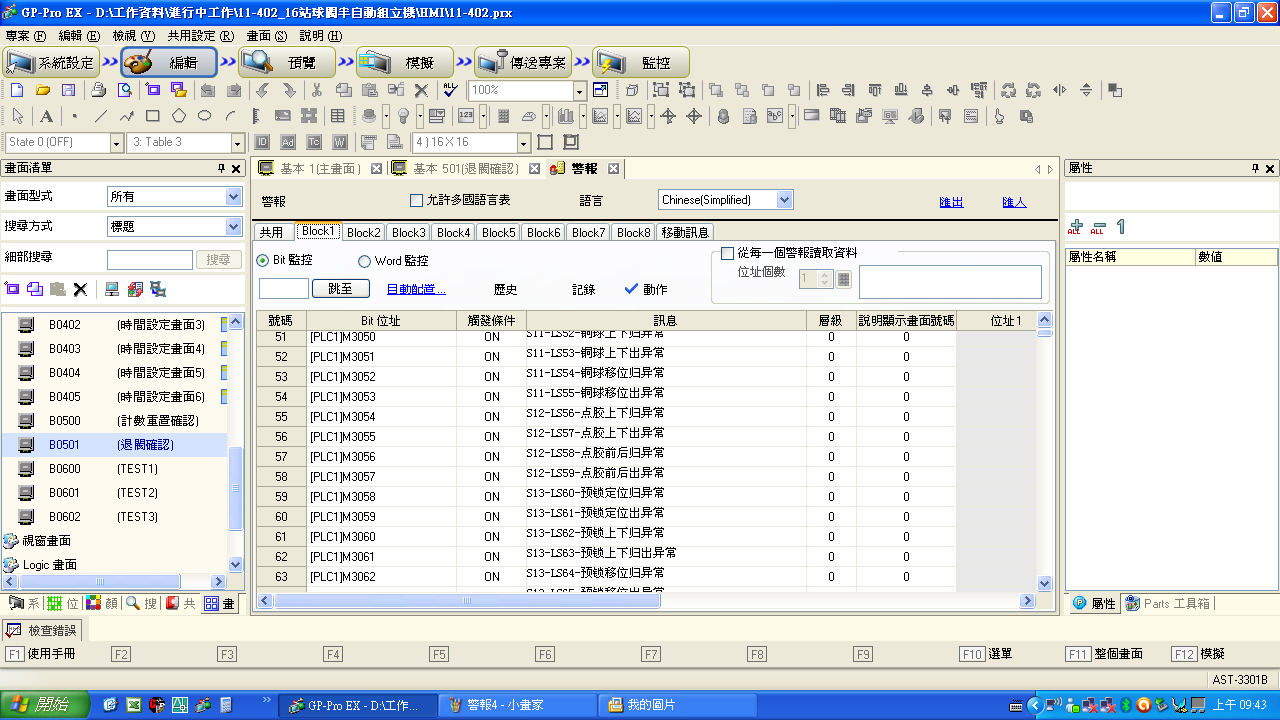 GP-Pro EX - D:\工作資料\進行中工作\11-402_16站球閥半自動組立機\HMI\11-402.prx
專案 (F) 編輯 (E) 檢視 (Y) 共用設定 (R) 畫面 (S) 說明 (H)
系統設定 編輯 預覽 模擬 傳送專案 監控
100%
State 0 (OFF) 3: Table 3 ID Ad Tc W 4 ) 16 X 16
畫面清單
基本 1(主畫面) 基本 501(退閥確認) 警報
屬性
畫面型式 所有
警報 允許多國語言表 語言 Chinese(Simplified) 匯出 匯入
搜尋方式 標題
共用 Block1 Block2 Block3 Block4 Block5 Block6 Block7 Block8 移動訊息
ALL ALL 1
細部搜尋 搜尋
Bit 監控 Word 監控
從每一個警報讀取資料
位址個數 1
屬性名稱 數值
跳至 自動配置... 歷史 記錄 動作
號碼 Bit 位址 觸發條件 訊息 層級 說明顯示畫面號碼 位址 1
51 [PLC1]M3050 ON S11-LS52-鋼球上下归异常 0 0
52 [PLC1]M3051 ON S11-LS53-鋼球上下出异常 0 0
53 [PLC1]M3052 ON S11-LS54-鋼球移位归异常 0 0
54 [PLC1]M3053 ON S11-LS55-鋼球移位出异常 0 0
55 [PLC1]M3054 ON S12-LS56-点胶上下归异常 0 0
56 [PLC1]M3055 ON S12-LS57-点胶上下出异常 0 0
57 [PLC1]M3056 ON S12-LS58-点胶前后归异常 0 0
58 [PLC1]M3057 ON S12-LS59-点胶前后出异常 0 0
59 [PLC1]M3058 ON S13-LS60-预锁定位归异常 0 0
60 [PLC1]M3059 ON S13-LS61-预锁定位出异常 0 0
61 [PLC1]M3060 ON S13-LS62-预锁上下归异常 0 0
62 [PLC1]M3061 ON S13-LS63-预锁上下归出异常 0 0
63 [PLC1]M3062 ON S13-LS64-预锁移位归异常 0 0
B0402 (時間設定畫面3)
B0403 (時間設定畫面4)
B0404 (時間設定畫面5)
B0405 (時間設定畫面6)
B0500 (計數重置確認)
B0501 (退閥確認)
B0600 (TEST1)
B0601 (TEST2)
B0602 (TEST3)
視窗畫面
Logic 畫面
系 位 顏 搜 共 畫
屬性 Parts 工具箱
檢查錯誤
F1 使用手冊 F2 F3 F4 F5 F6 F7 F8 F9 F10 選單 F11 整個畫面 F12 模擬
AST-3301B
開始 GP-Pro EX - D:\工作... 警報4 - 小畫家 我的圖片 上午 09:43